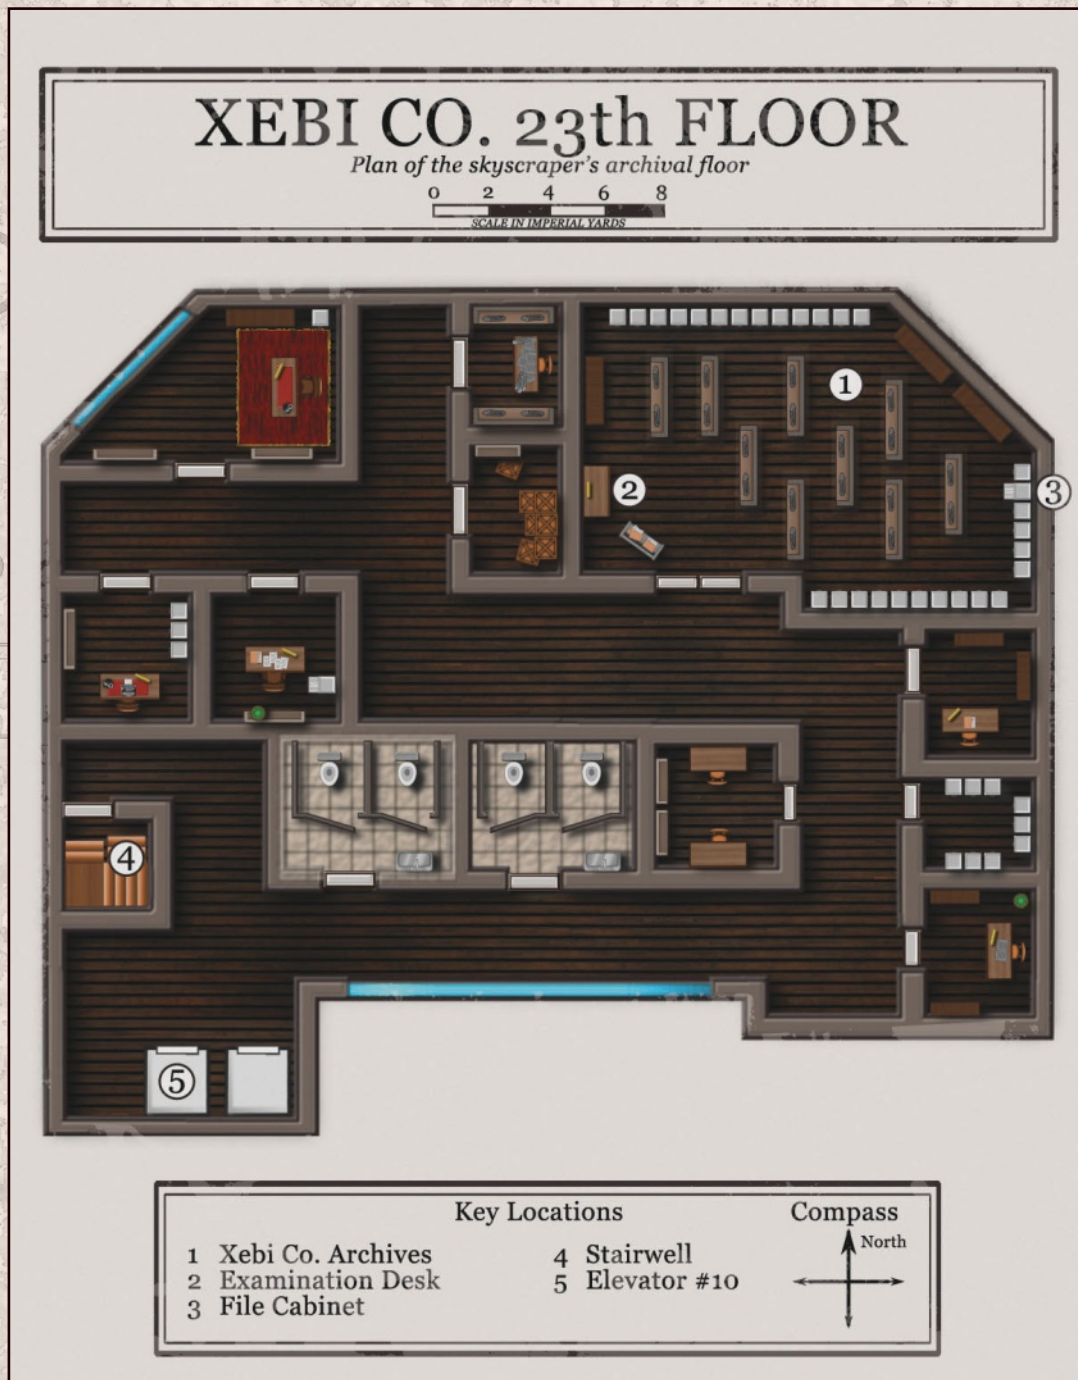 XEBI CO. 23th FLOOR
Plan of the skyscraper's archival floor
0 2 4 6 8
SCALE IN IMPERIAL YARDS
1
2
3
4
5
Key Locations
1 Xebi Co. Archives
2 Examination Desk
3 File Cabinet
4 Stairwell
5 Elevator #10
Compass
North